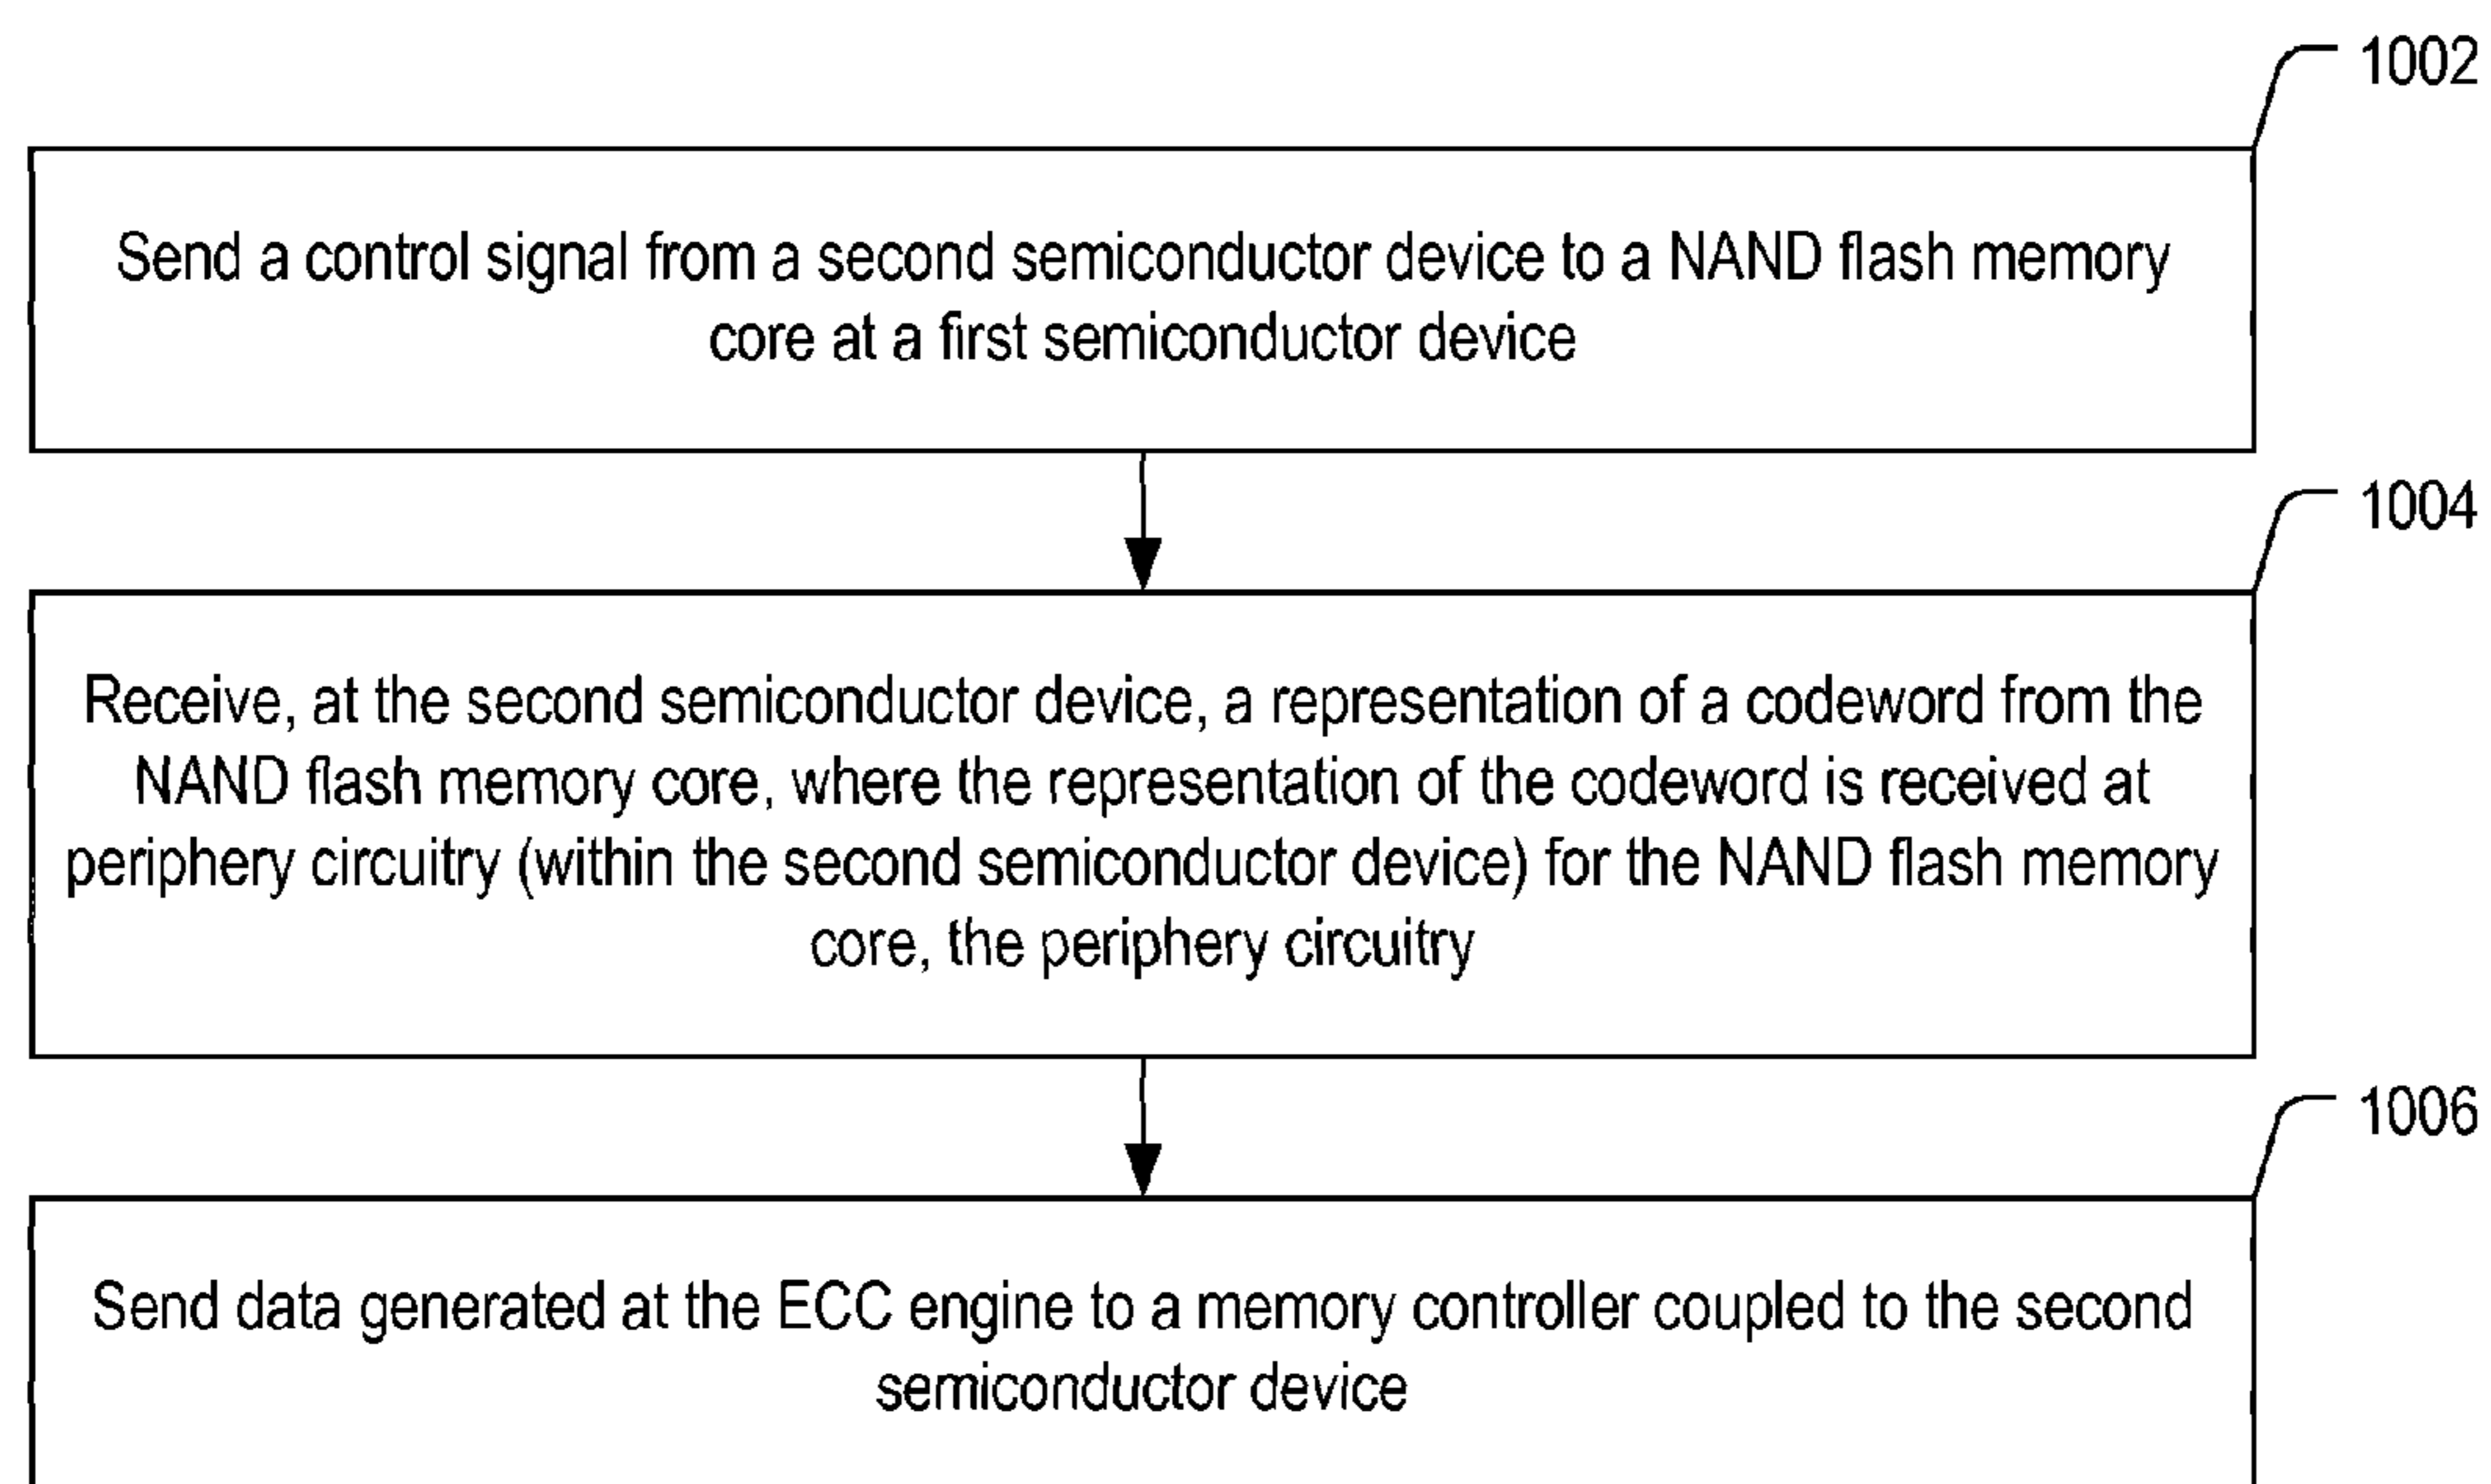 1002
Send a control signal from a second semiconductor device to a NAND flash memory
core at a first semiconductor device
1004
Receive, at the second semiconductor device, a representation of a codeword from the
NAND flash memory core, where the representation of the codeword is received at
periphery circuitry (within the second semiconductor device) for the NAND flash memory
core, the periphery circuitry
1006
Send data generated at the ECC engine to a memory controller coupled to the second
semiconductor device